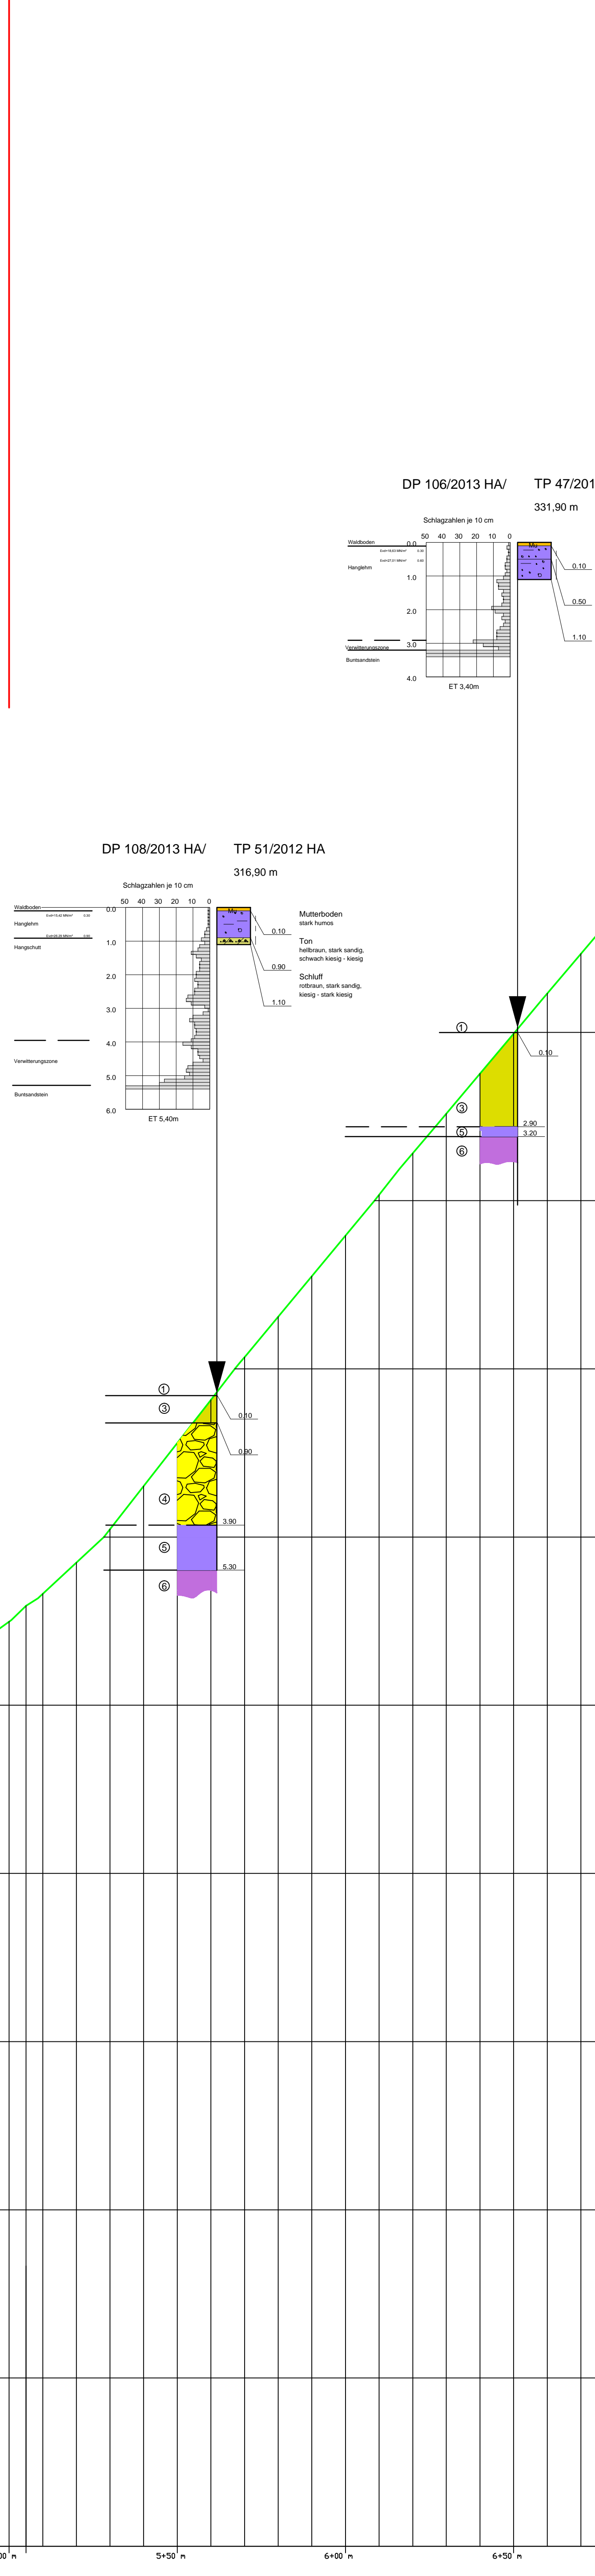 DP 106/2013 HA/ TP 47/201
331,90 m
Schlagzahlen je 10 cm
50 40 30 20 10 0
Waldboden
0.0
Mu
Hanglehm
0.10
1.0
0.50
2.0
1.10
3.0
Verwitterungszone
Buntsandstein
4.0
ET 3,40m
DP 108/2013 HA/ TP 51/2012 HA
316,90 m
Schlagzahlen je 10 cm
50 40 30 20 10 0
Waldboden
0.0
Mu
Mutterboden
stark humos
Hanglehm
0.10
Ton
hellbraun, stark sandig,
schwach kiesig - kiesig
Hangschutt
1.0
0.90
Schluff
rotbraun, stark sandig,
kiesig - stark kiesig
2.0
1.10
3.0
4.0
Verwitterungszone
5.0
Buntsandstein
6.0
ET 5,40m
1
0.10
3
2.90
5
3.20
6
1
3
0.10
0.90
4
3.90
5
5.30
6
00 m 5+50 m 6+00 m 6+50 m